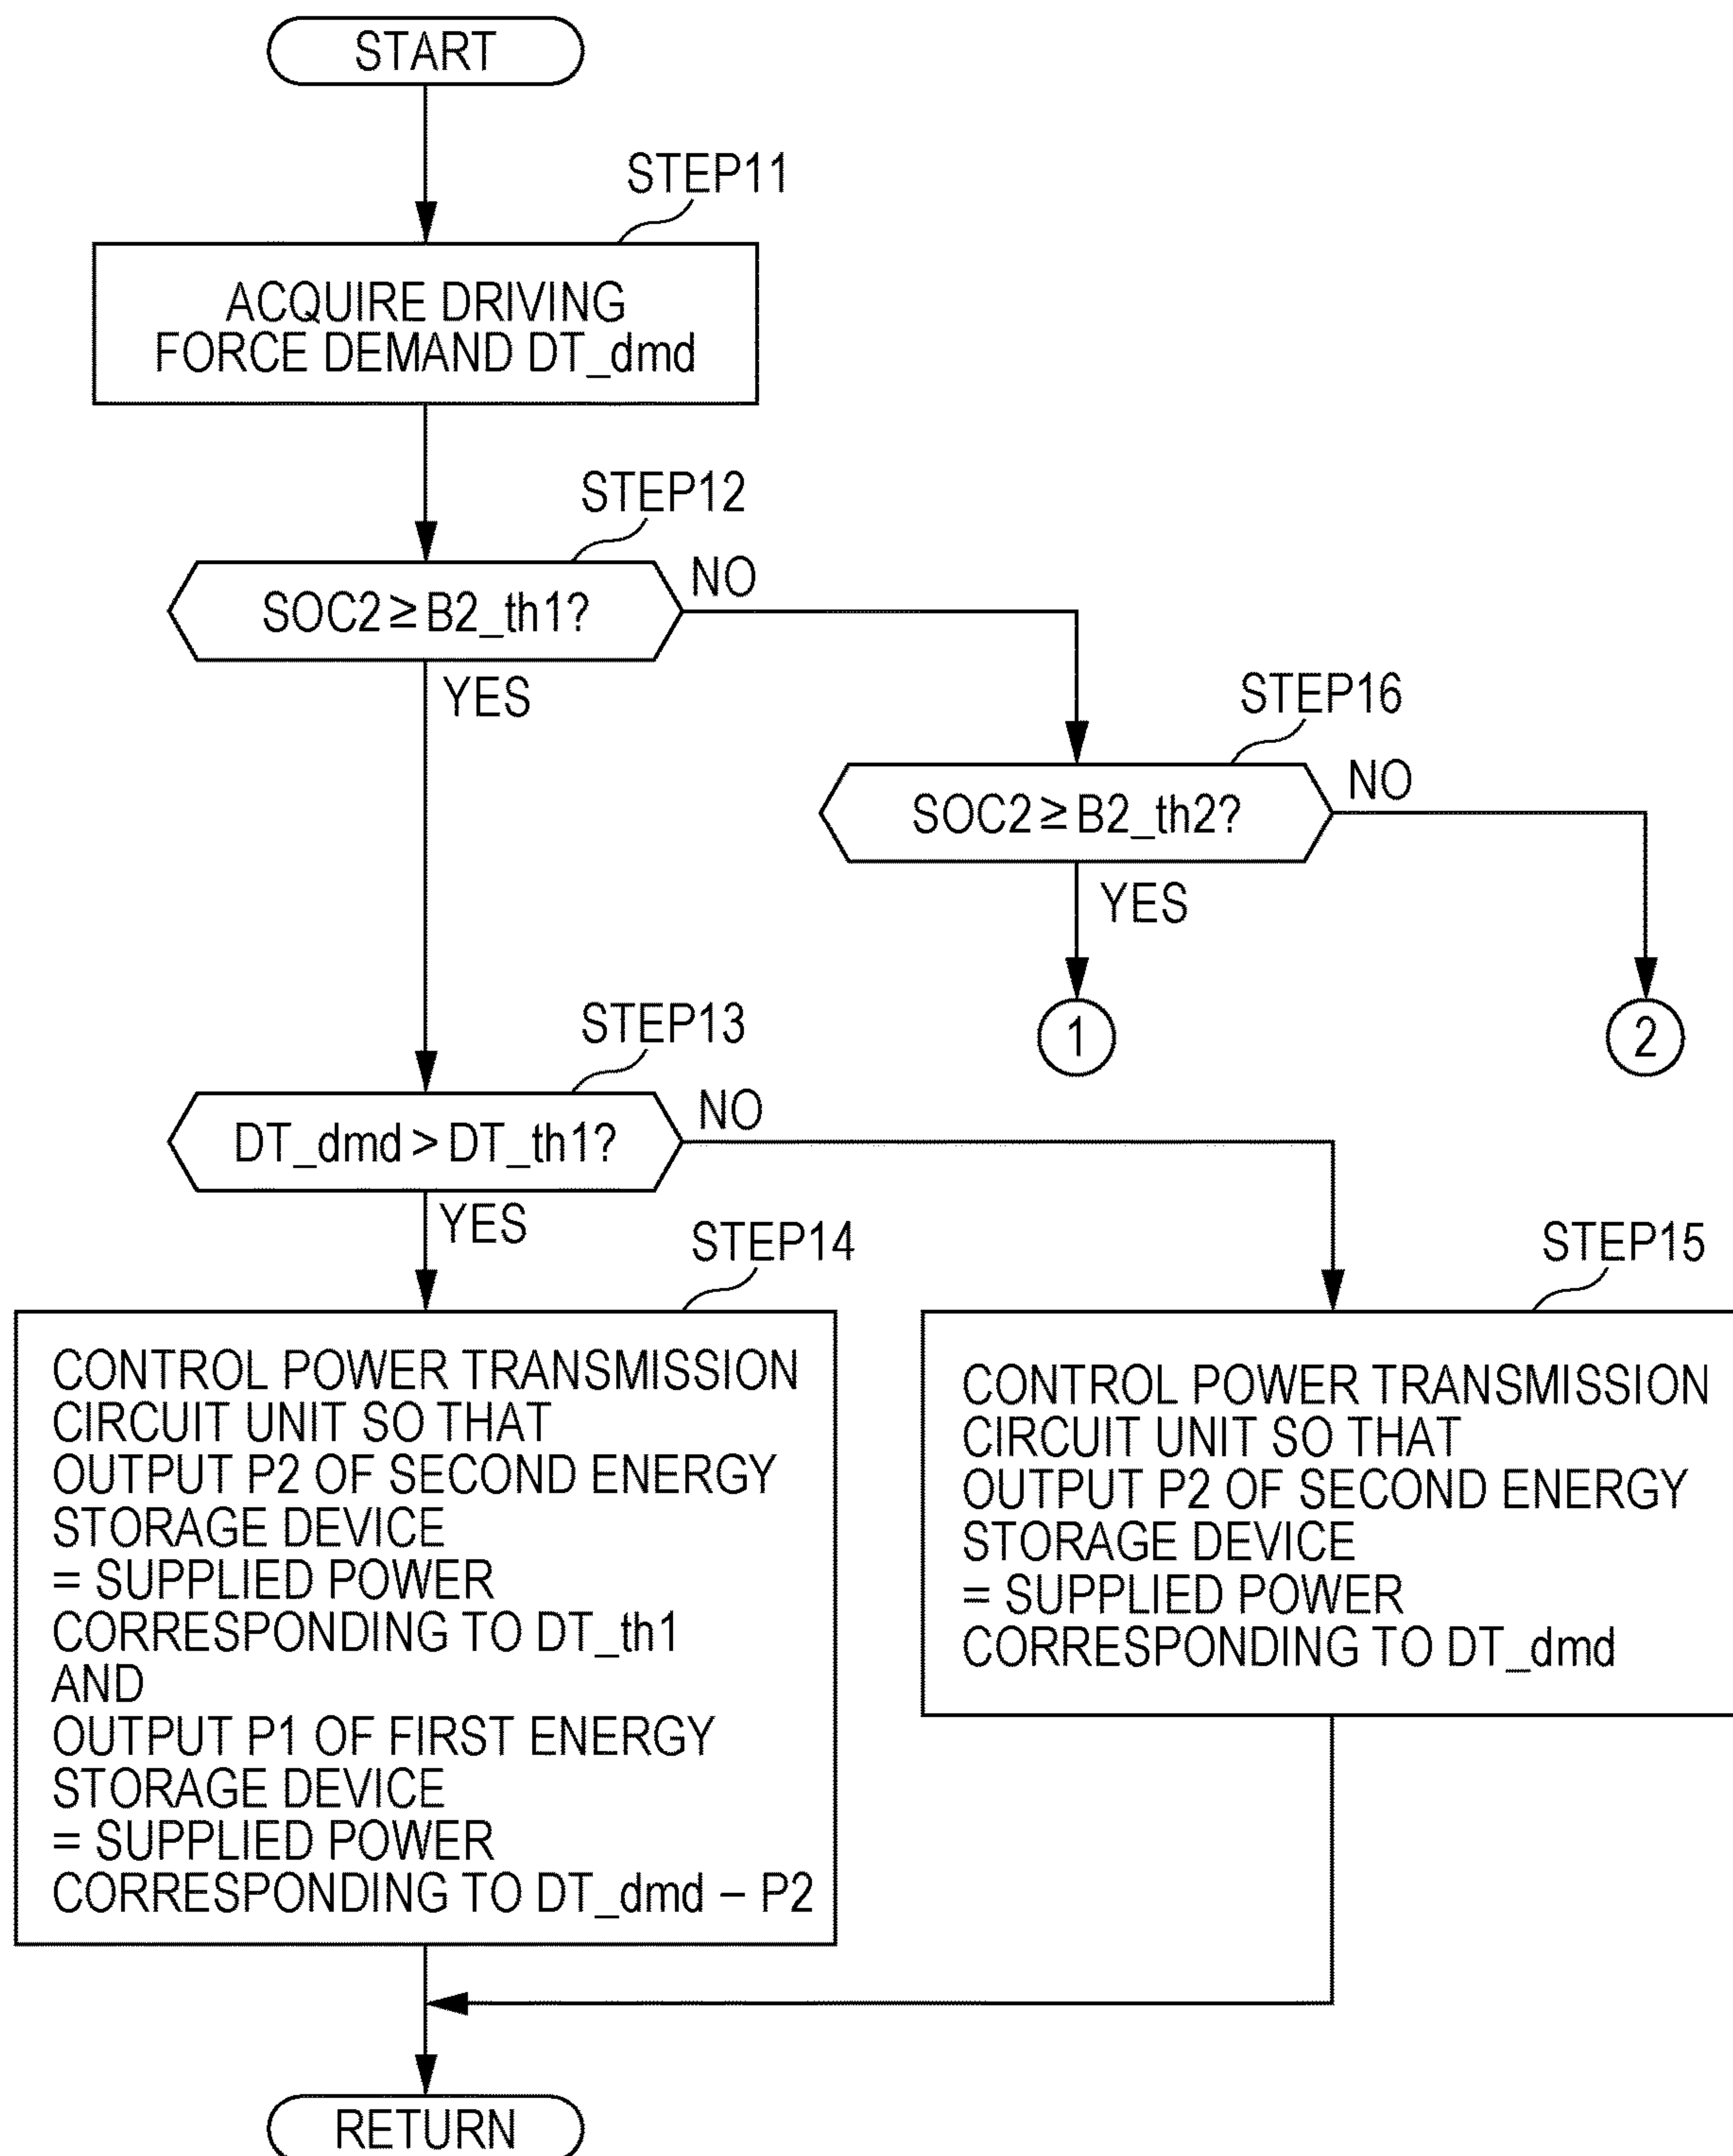 START
STEP11
ACQUIRE DRIVING
FORCE DEMAND DT_dmd
STEP12
SOC2 ≥ B2_th1?
NO
YES
STEP16
SOC2 ≥ B2_th2?
NO
YES
1
2
STEP13
DT_dmd > DT_th1?
NO
YES
STEP14
CONTROL POWER TRANSMISSION
CIRCUIT UNIT SO THAT
OUTPUT P2 OF SECOND ENERGY
STORAGE DEVICE
= SUPPLIED POWER
CORRESPONDING TO DT_th1
AND
OUTPUT P1 OF FIRST ENERGY
STORAGE DEVICE
= SUPPLIED POWER
CORRESPONDING TO DT_dmd – P2
STEP15
CONTROL POWER TRANSMISSION
CIRCUIT UNIT SO THAT
OUTPUT P2 OF SECOND ENERGY
STORAGE DEVICE
= SUPPLIED POWER
CORRESPONDING TO DT_dmd
RETURN